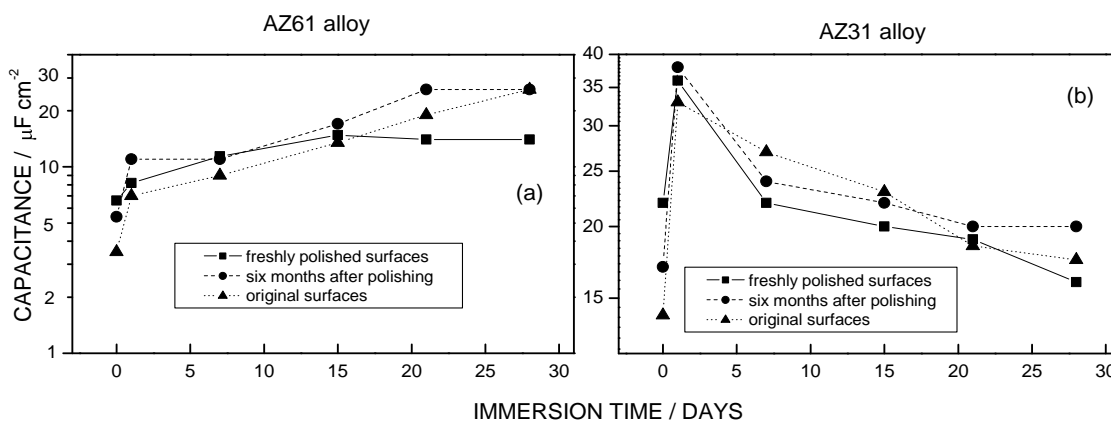 AZ61 alloy
AZ31 alloy
CAPACITANCE / μF cm-2
30
20
10
5
2
1
(a)
freshly polished surfaces
six months after polishing
original surfaces
0 5 10 15 20 25 30
40
35
30
25
20
15
(b)
freshly polished surfaces
six months after polishing
original surfaces
0 5 10 15 20 25 30
IMMERSION TIME / DAYS